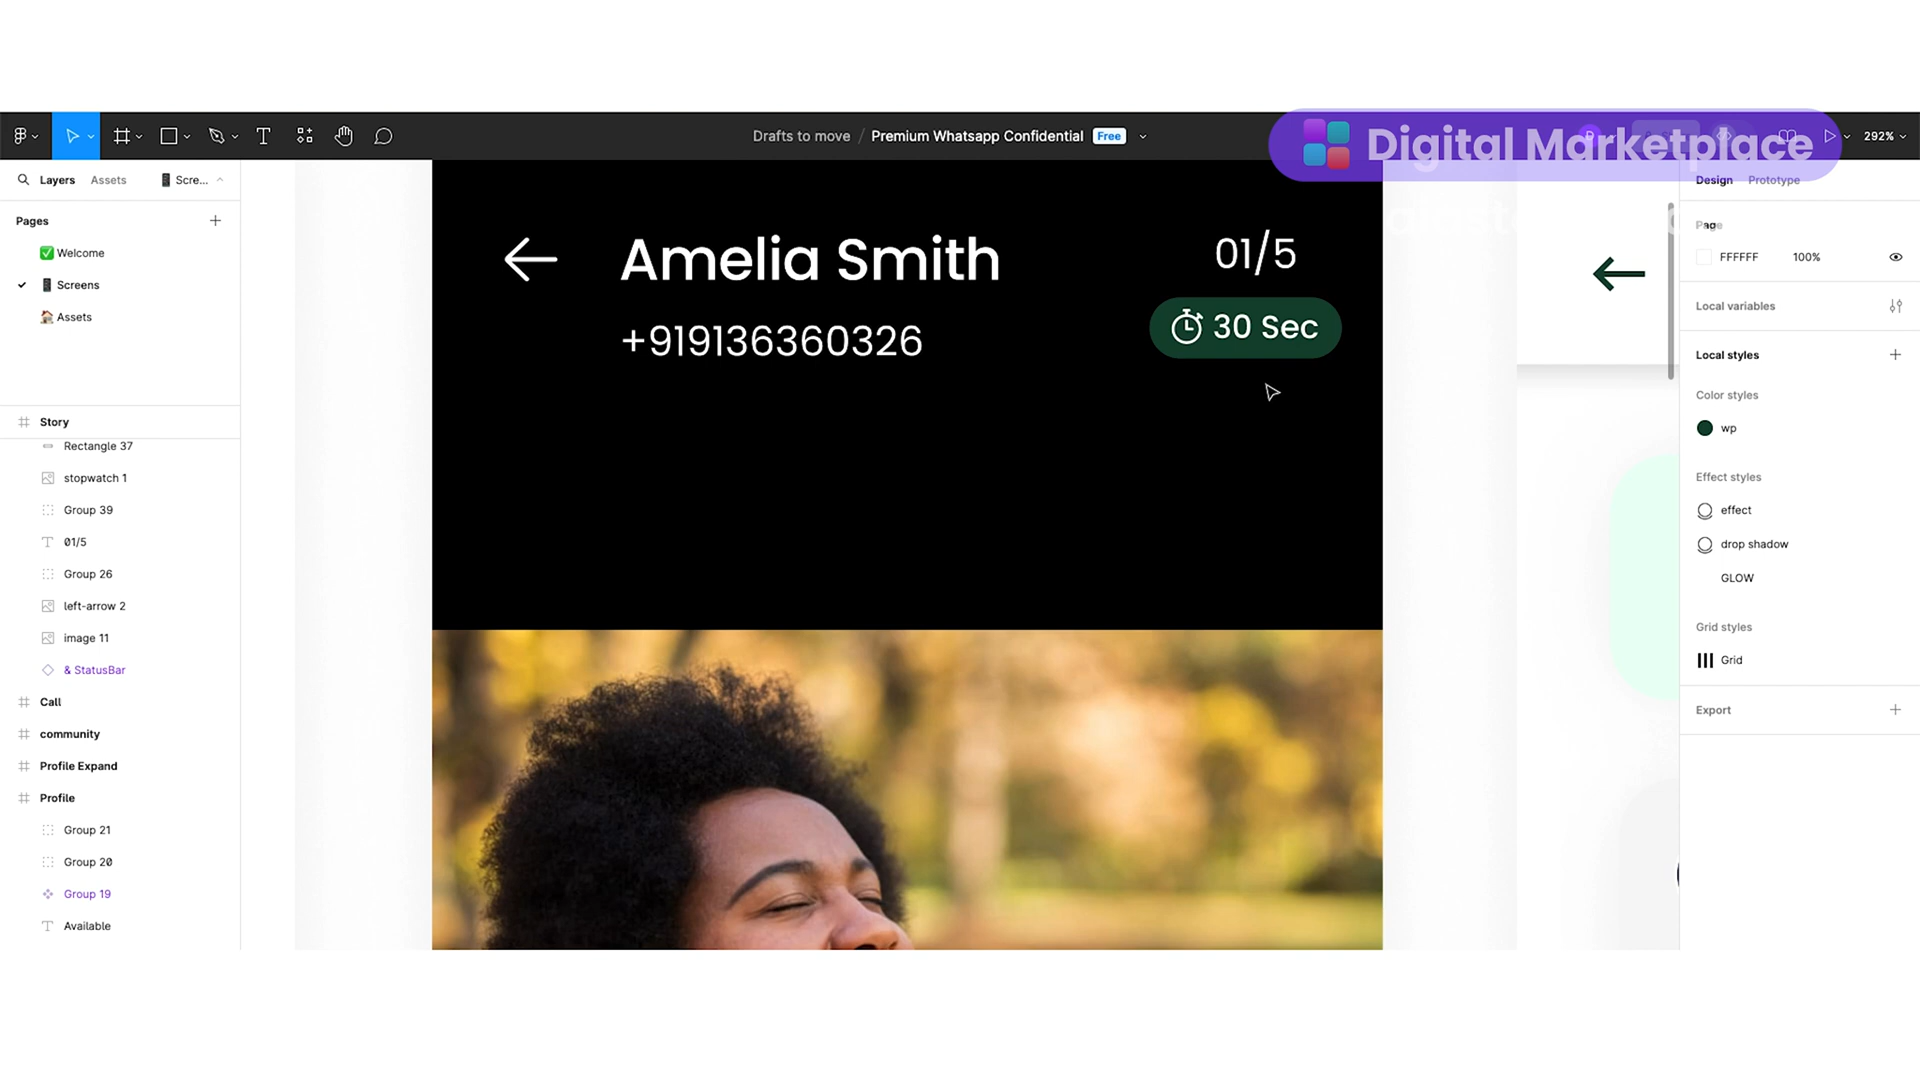 Drafts to move / Premium Whatsapp Confidential Free
Digital Marketplace
292%
Layers Assets Scre...
Pages
Welcome
Screens
Assets
Story
Rectangle 37
stopwatch 1
Group 39
01/5
Group 26
left-arrow 2
image 11
& StatusBar
Call
community
Profile Expand
Profile
Group 21
Group 20
Group 19
Available
Amelia Smith
+919136360326
01/5
30 Sec
Design Prototype
Page
FFFFFF 100%
Local variables
Local styles
Color styles
wp
Effect styles
effect
drop shadow
GLOW
Grid styles
Grid
Export